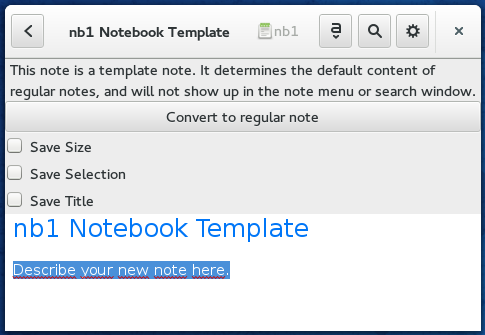 nb1 Notebook Template
nb1
a
This note is a template note. It determines the default content of
regular notes, and will not show up in the note menu or search window.
Convert to regular note
Save Size
Save Selection
Save Title
nb1 Notebook Template
Describe your new note here.